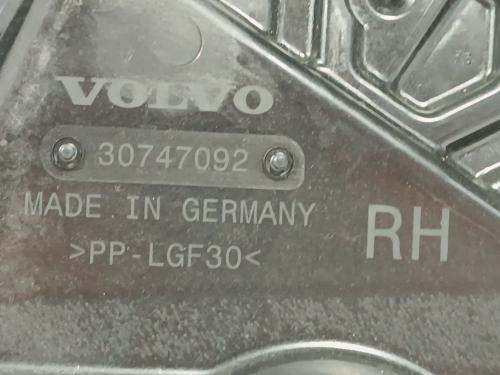 VOLVO
30747092
MADE IN GERMANY
RH
>PP-LGF30<